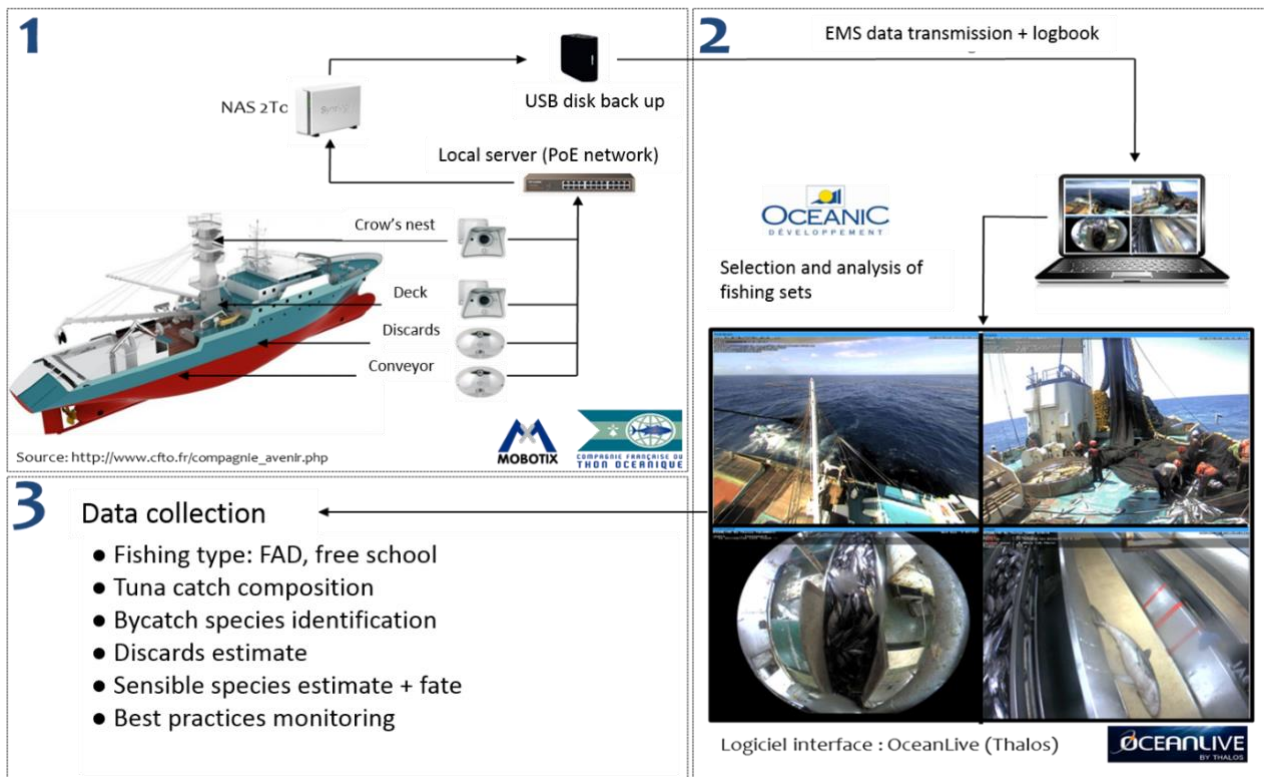 1
NAS 2Tc
USB disk back up
Local server (PoE network)
Crow's nest
Deck
Discards
Conveyor
MOBOTIX
COMPAGNIE FRANÇAISE DU
THON OCEANIQUE
Source: http://www.cfto.fr/compagnie_avenir.php
2
EMS data transmission + logbook
OCEANIC
DÉVELOPPEMENT
Selection and analysis of
fishing sets
Logiciel interface : OceanLive (Thalos)
OCEANLIVE
BY THALOS
3
Data collection
● Fishing type: FAD, free school
● Tuna catch composition
● Bycatch species identification
● Discards estimate
● Sensible species estimate + fate
● Best practices monitoring